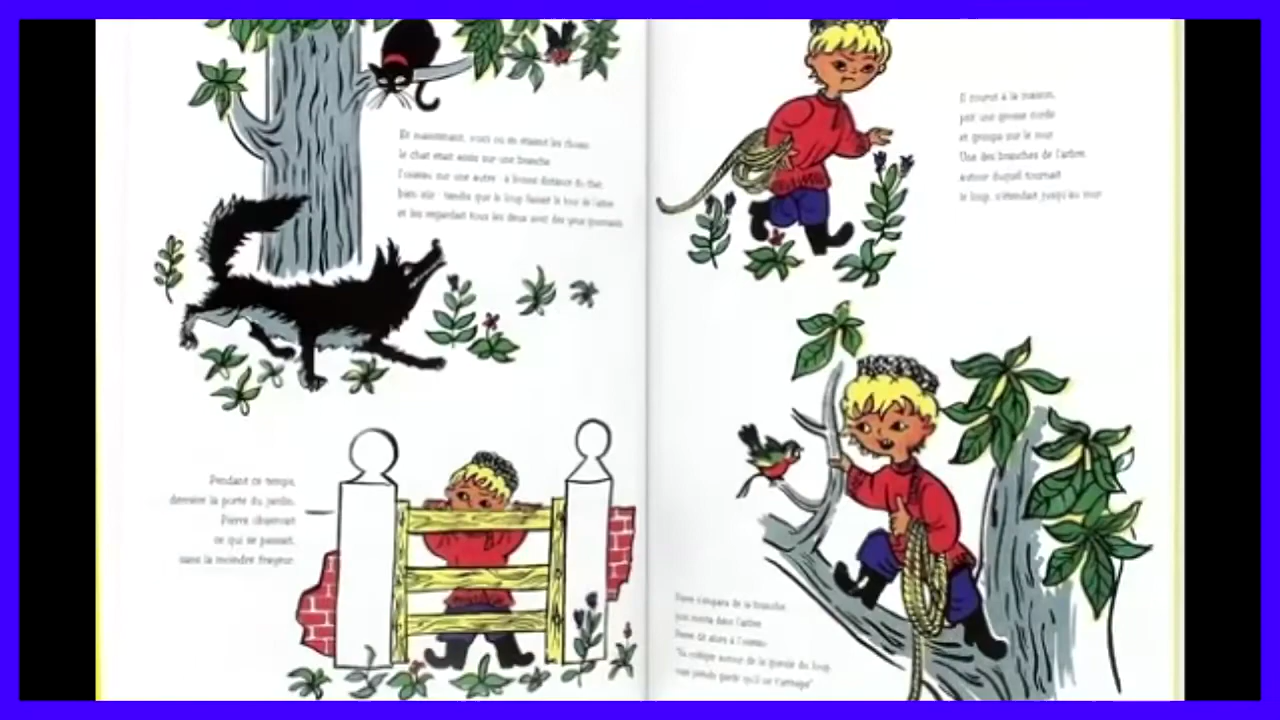 Et maintenant, voici où en étaient les choses
le chat était assis sur une branche
l'oiseau sur une autre à bonne distance du chat
bien sûr tandis que le loup faisait le tour de l'arbre
et les regardait tous les deux avec des yeux gourmands
Pendant ce temps,
derrière la porte du jardin,
Pierre observait
ce qui se passait,
sans la moindre frayeur.
Il courut à la maison,
prit une grosse corde
et grimpa sur le mur
Une des branches de l'arbre,
autour duquel tournait
le loup, s'étendait jusqu'au mur
Pierre s'empara de la branche
puis monta dans l'arbre
Pierre dit alors à l'oiseau
"Va voltiger autour de la gueule du loup,
mais prends garde qu'il ne t'attrape"